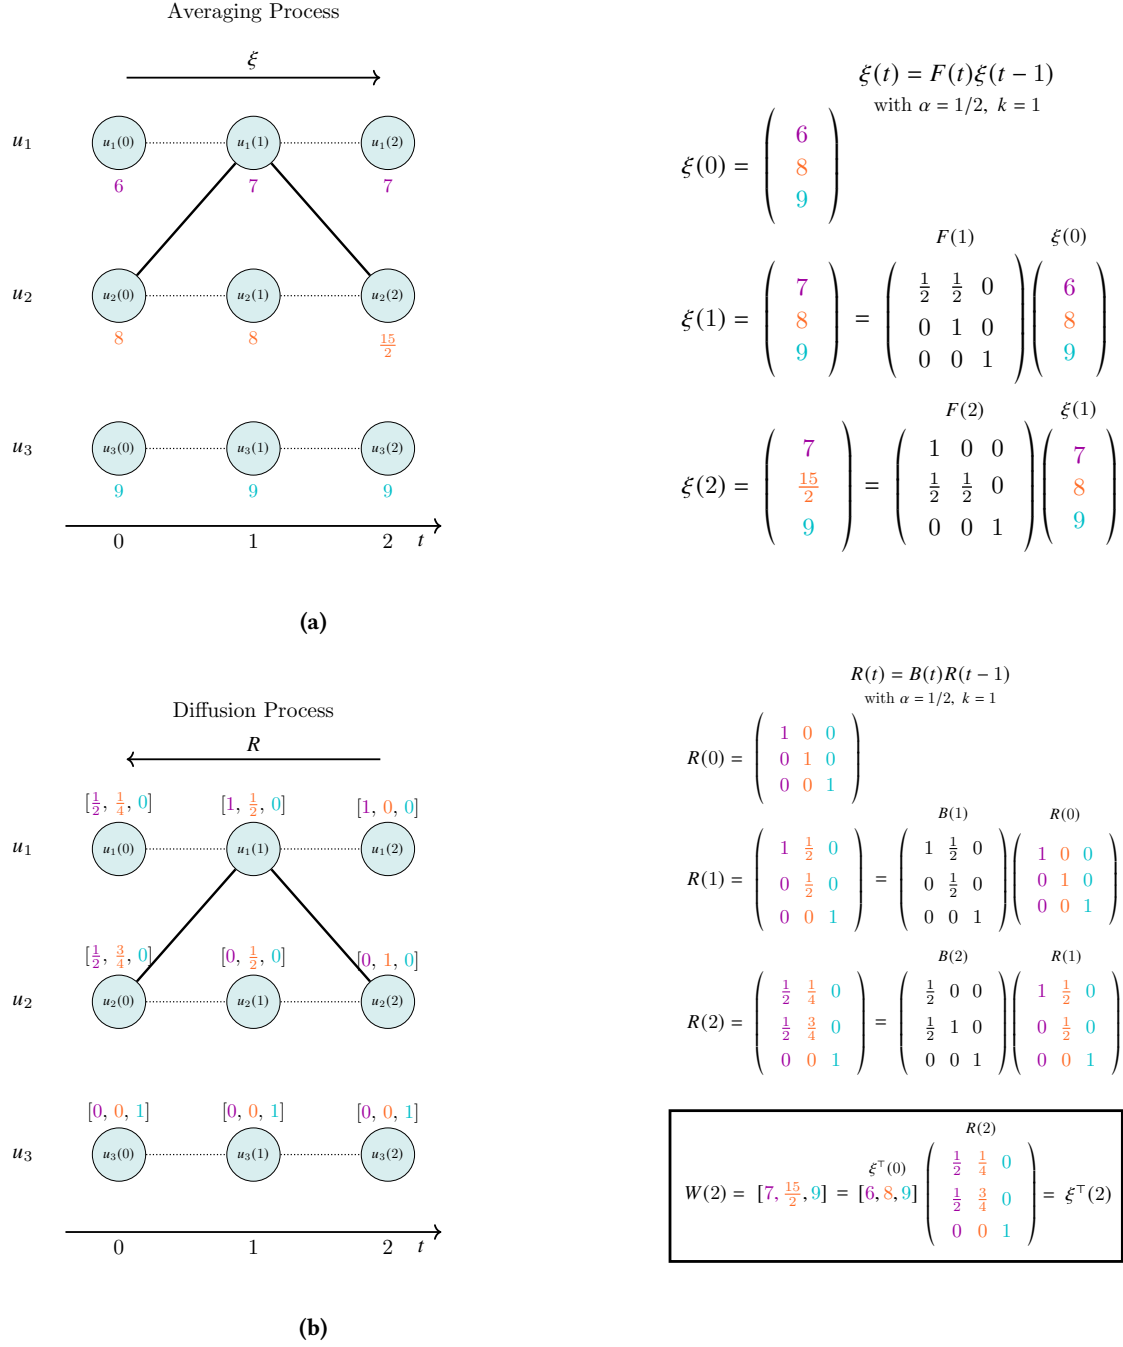 Averaging Process
ξ
u₁ u₁(0) u₁(1) u₁(2)
6 7 7
u₂ u₂(0) u₂(1) u₂(2)
8 8 15/2
u₃ u₃(0) u₃(1) u₃(2)
9 9 9
0 1 2 t
ξ(t) = F(t)ξ(t − 1)
with α = 1/2, k = 1
ξ(0) = ( 6 8 9 )
F(1) ξ(0)
ξ(1) = ( 7 8 9 ) = ( 1/2 1/2 0 0 1 0 0 0 1 ) ( 6 8 9 )
F(2) ξ(1)
ξ(2) = ( 7 15/2 9 ) = ( 1 0 0 1/2 1/2 0 0 0 1 ) ( 7 8 9 )
(a)
Diffusion Process
R
[1/2, 1/4, 0] [1, 1/2, 0] [1, 0, 0]
u₁ u₁(0) u₁(1) u₁(2)
[1/2, 3/4, 0] [0, 1/2, 0] [0, 1, 0]
u₂ u₂(0) u₂(1) u₂(2)
[0, 0, 1] [0, 0, 1] [0, 0, 1]
u₃ u₃(0) u₃(1) u₃(2)
0 1 2 t
R(t) = B(t)R(t − 1)
with α = 1/2, k = 1
R(0) = ( 1 0 0 0 1 0 0 0 1 )
B(1) R(0)
R(1) = ( 1 1/2 0 0 1/2 0 0 0 1 ) = ( 1 1/2 0 0 1/2 0 0 0 1 ) ( 1 0 0 0 1 0 0 0 1 )
B(2) R(1)
R(2) = ( 1/2 1/4 0 1/2 3/4 0 0 0 1 ) = ( 1/2 0 0 1/2 1 0 0 0 1 ) ( 1 1/2 0 0 1/2 0 0 0 1 )
ξ⊤(0) R(2)
W(2) = [7, 15/2, 9] = [6, 8, 9] ( 1/2 1/4 0 1/2 3/4 0 0 0 1 ) = ξ⊤(2)
(b)